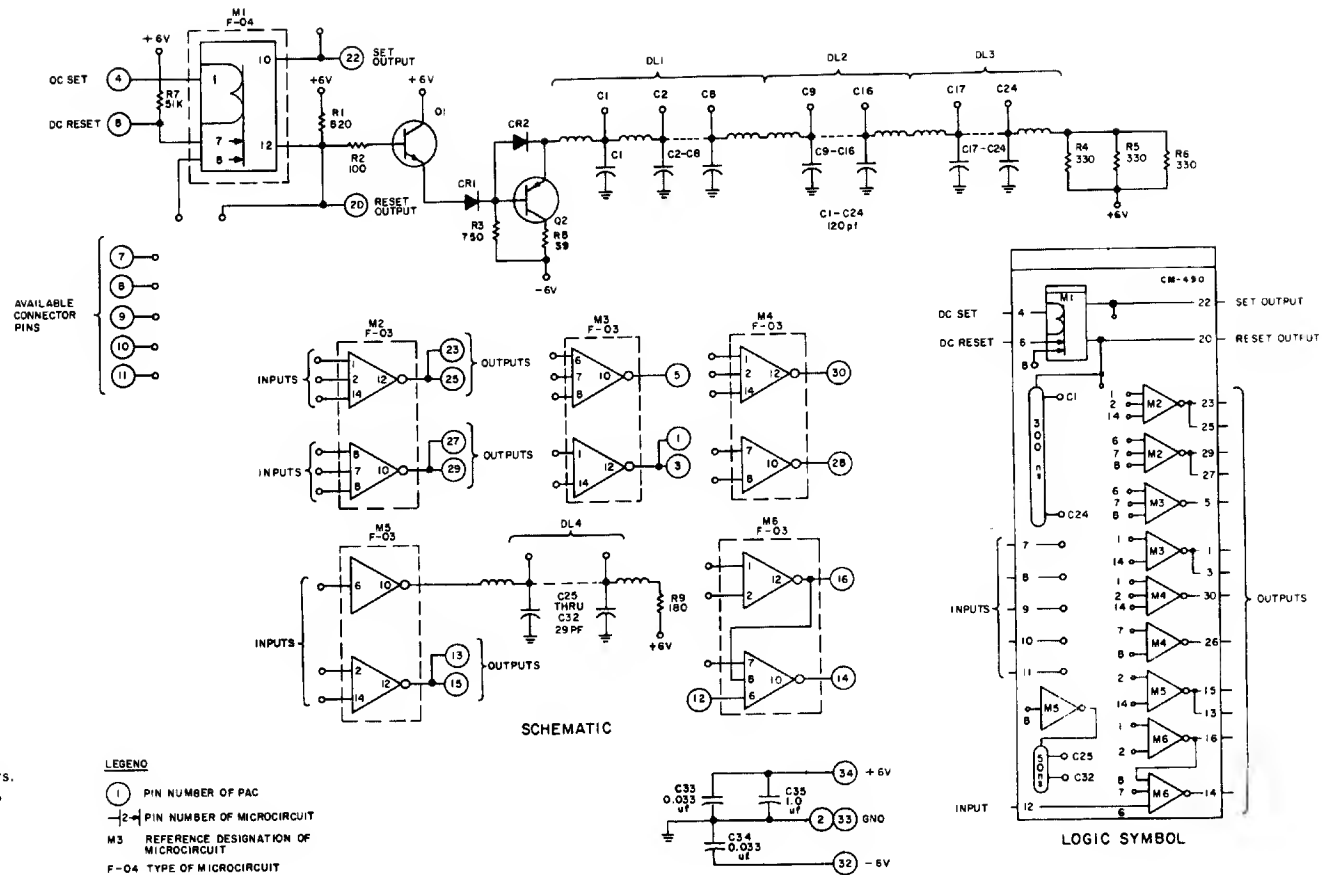 M1
F-04
+6V
OC SET
4
1
10
22
SET
OUTPUT
R7
51K
DC RESET
6
7
8
12
+6V
R1
820
R2
100
20
RESET
OUTPUT
+6V
Q1
CR1
CR2
R3
750
Q2
R8
39
-6V
DL1
DL2
DL3
C1
C2
C8
C9
C16
C17
C24
C1
C2-C8
C9-C16
C17-C24
C1-C24
120pf
R4
330
R5
330
R6
330
+6V
AVAILABLE
CONNECTOR
PINS
7
8
9
10
11
M2
F-03
INPUTS
1
2
14
12
23
25
OUTPUTS
INPUTS
6
7
8
10
27
29
OUTPUTS
M3
F-03
6
7
8
10
5
1
14
12
1
3
M4
F-03
1
2
14
12
30
7
8
10
28
M5
F-03
INPUTS
6
10
2
14
12
13
15
OUTPUTS
DL4
C25
THRU
C32
29PF
R9
180
+6V
M6
F-03
1
2
12
16
7
8
6
10
14
12
SCHEMATIC
TS.
LEGEND
1 PIN NUMBER OF PAC
2 PIN NUMBER OF MICROCIRCUIT
M3 REFERENCE DESIGNATION OF
MICROCIRCUIT
F-04 TYPE OF MICROCIRCUIT
C33
0.033
uf
C35
1.0
uf
C34
0.033
uf
34 +6V
2 33 GND
32 -6V
CM-490
M1
DC SET
4
22
SET OUTPUT
DC RESET
6
20
RESET OUTPUT
8
300 ns
C1
C24
INPUTS
7
8
9
10
11
1
2
14
M2
23
25
6
7
8
M2
29
27
6
7
8
M3
5
1
14
M3
1
3
1
2
14
M4
30
7
8
M4
26
2
14
M5
15
13
1
2
M6
16
8
7
6
M6
14
OUTPUTS
8
M5
50ns
C25
C32
INPUT
12
LOGIC SYMBOL